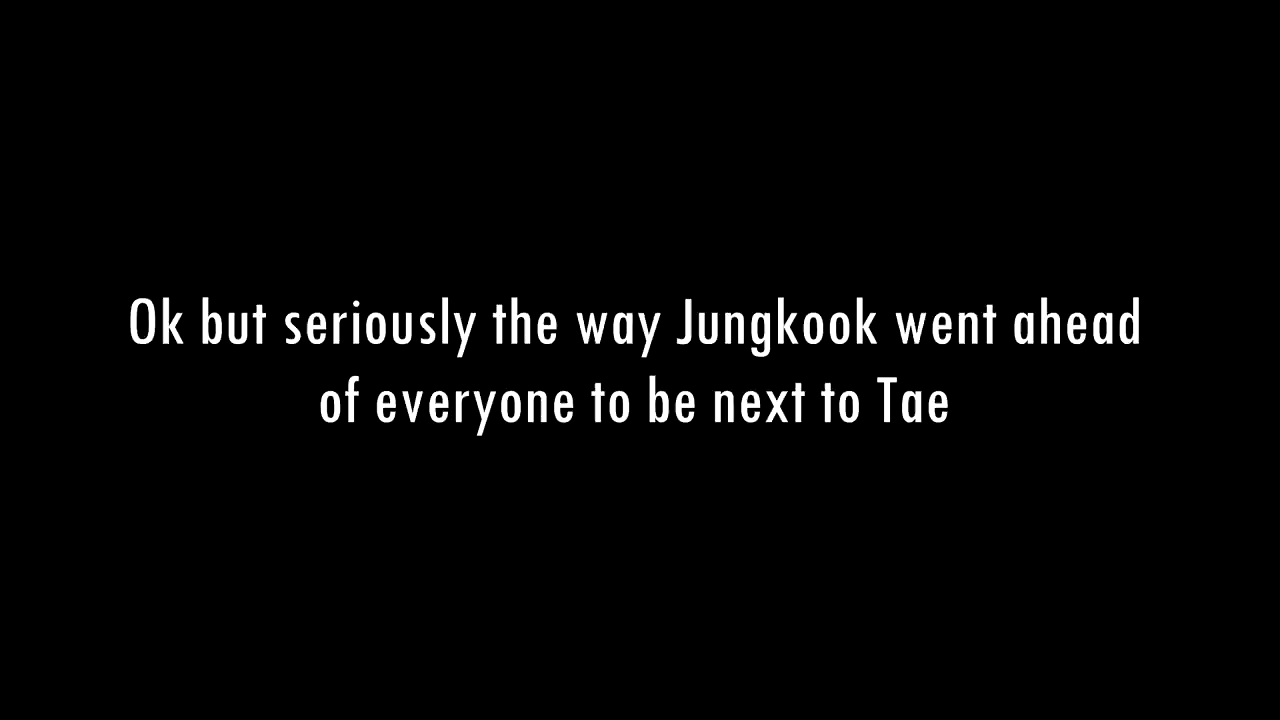 Ok but seriously the way Jungkook went ahead
of everyone to be next to Tae